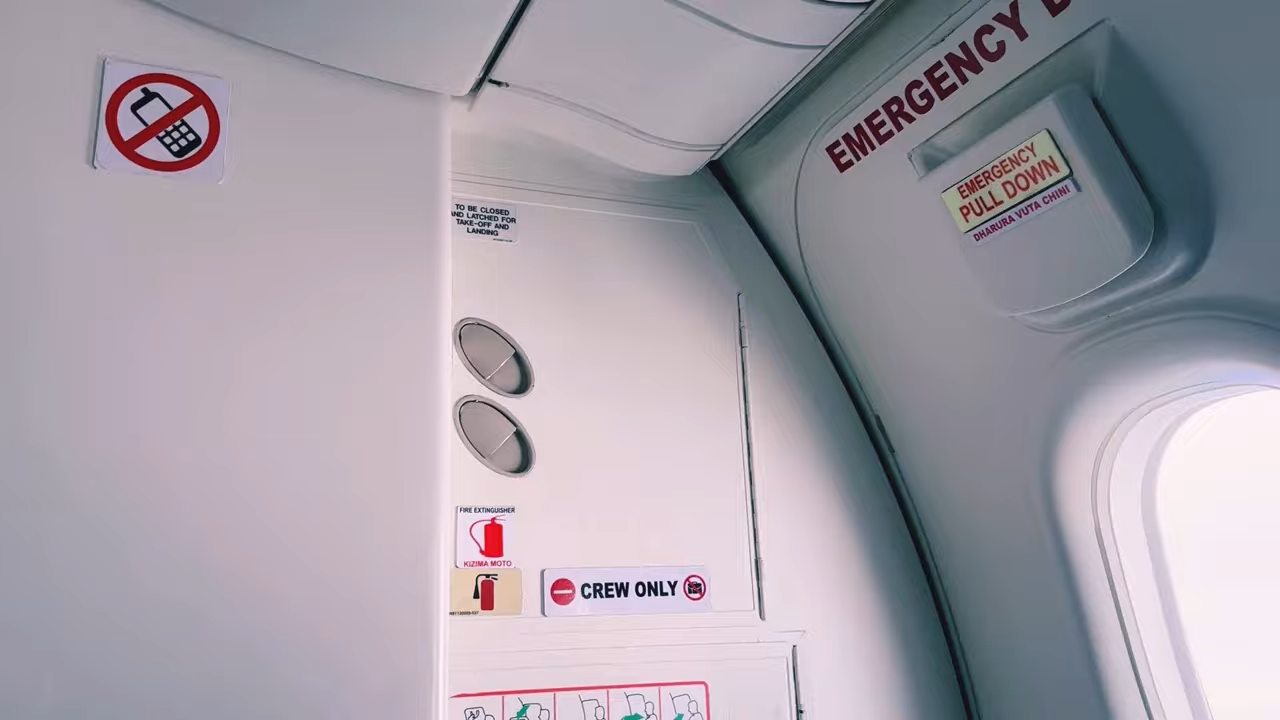 TO BE CLOSED
AND LATCHED FOR
TAKE-OFF AND
LANDING
EMERGENCY
EMERGENCY
PULL DOWN
DHARURA VUTA CHINI
FIRE EXTINGUISHER
KIZIMA MOTO
CREW ONLY